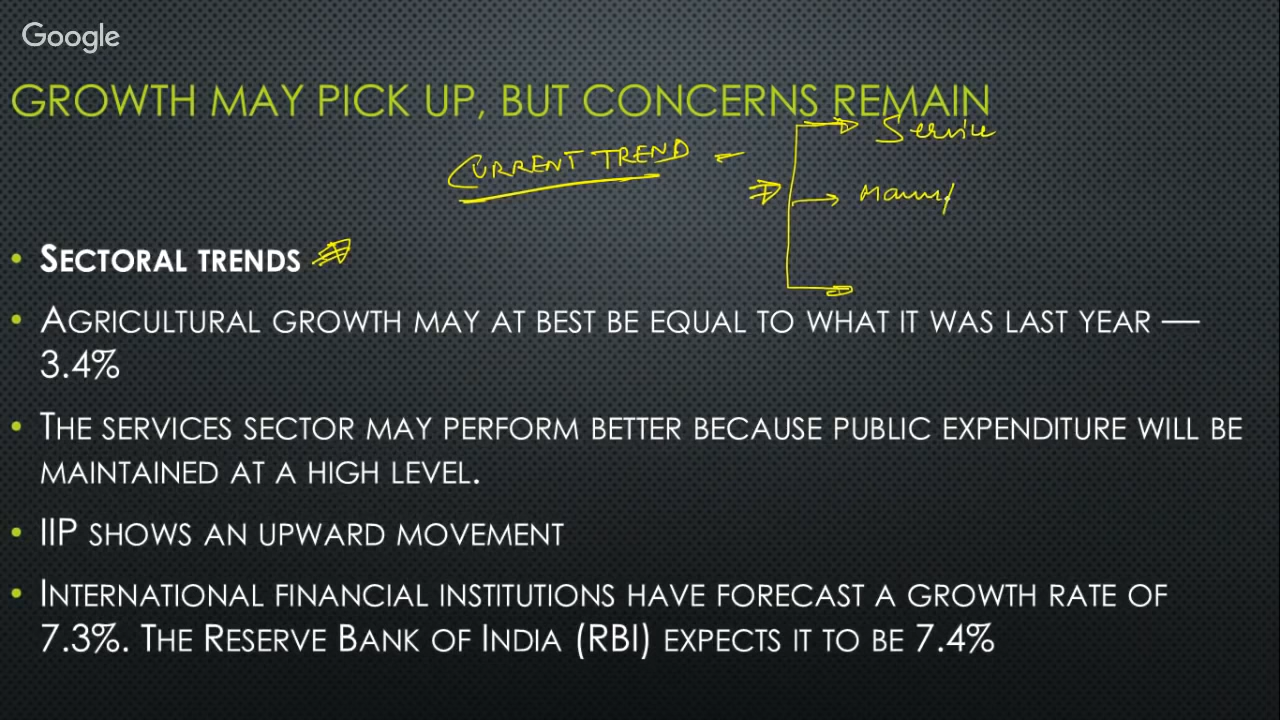 Google
GROWTH MAY PICK UP, BUT CONCERNS REMAIN
Service
CURRENT TREND
Manuf
• SECTORAL TRENDS
• AGRICULTURAL GROWTH MAY AT BEST BE EQUAL TO WHAT IT WAS LAST YEAR —
3.4%
• THE SERVICES SECTOR MAY PERFORM BETTER BECAUSE PUBLIC EXPENDITURE WILL BE
MAINTAINED AT A HIGH LEVEL.
• IIP SHOWS AN UPWARD MOVEMENT
• INTERNATIONAL FINANCIAL INSTITUTIONS HAVE FORECAST A GROWTH RATE OF
7.3%. THE RESERVE BANK OF INDIA (RBI) EXPECTS IT TO BE 7.4%